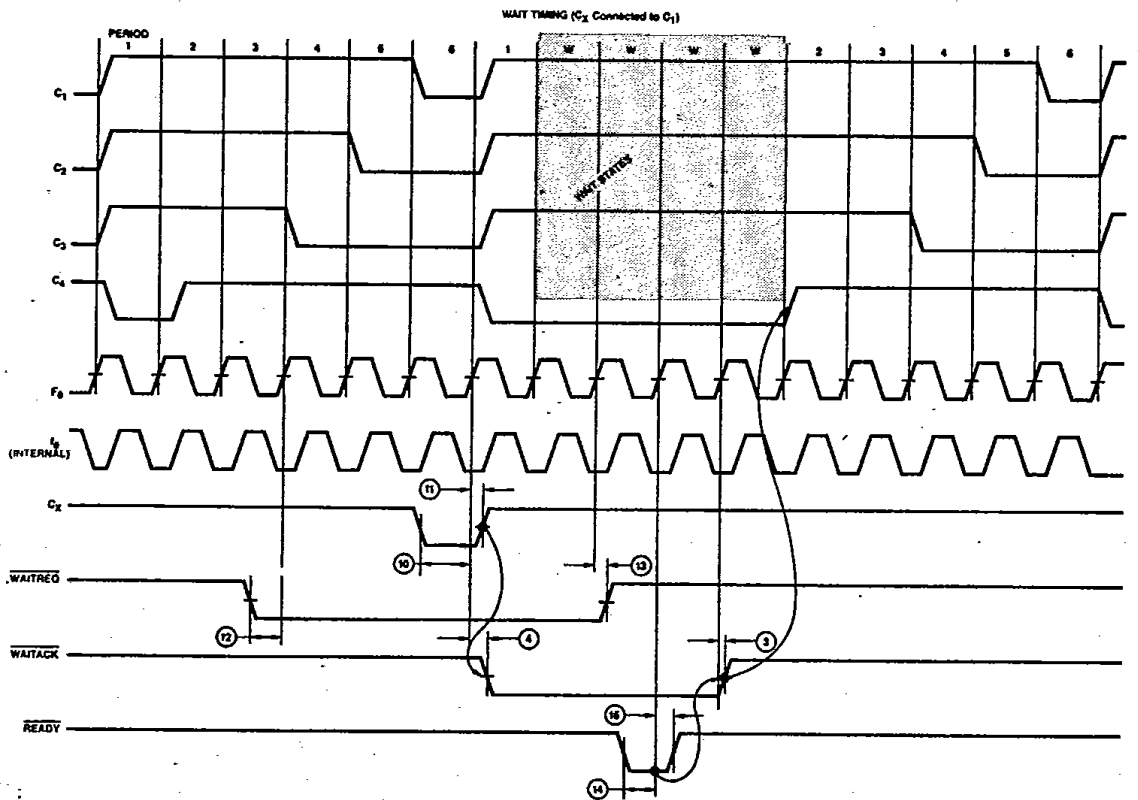 WAIT TIMING (CX Connected to C1)
PERIOD
1 2 3 4 5 6 1 W W W W 2 3 4 5 6
C1
C2
WAIT STATES
C3
C4
F0
(INTERNAL)
11
CX
10
13
WAITREQ
12
4
3
WAITACK
15
READY
14